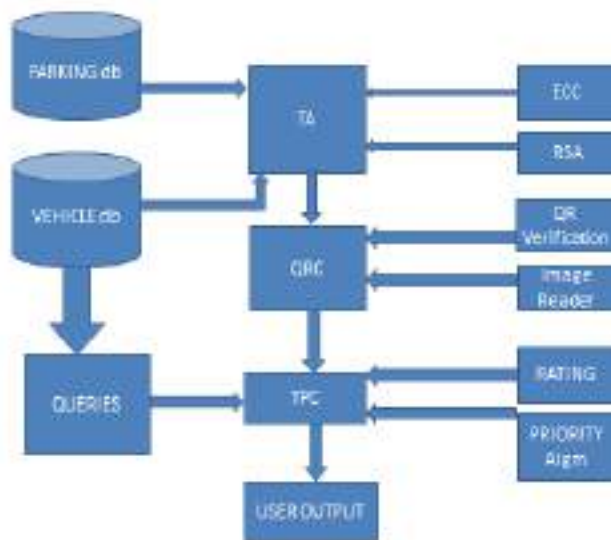 PARKING db
ECC
TA
RSA
VEHICLE db
QR
Verification
QRC
Image
Reader
RATING
QUERIES
TPC
PRIORITY
Algm
USER OUTPUT